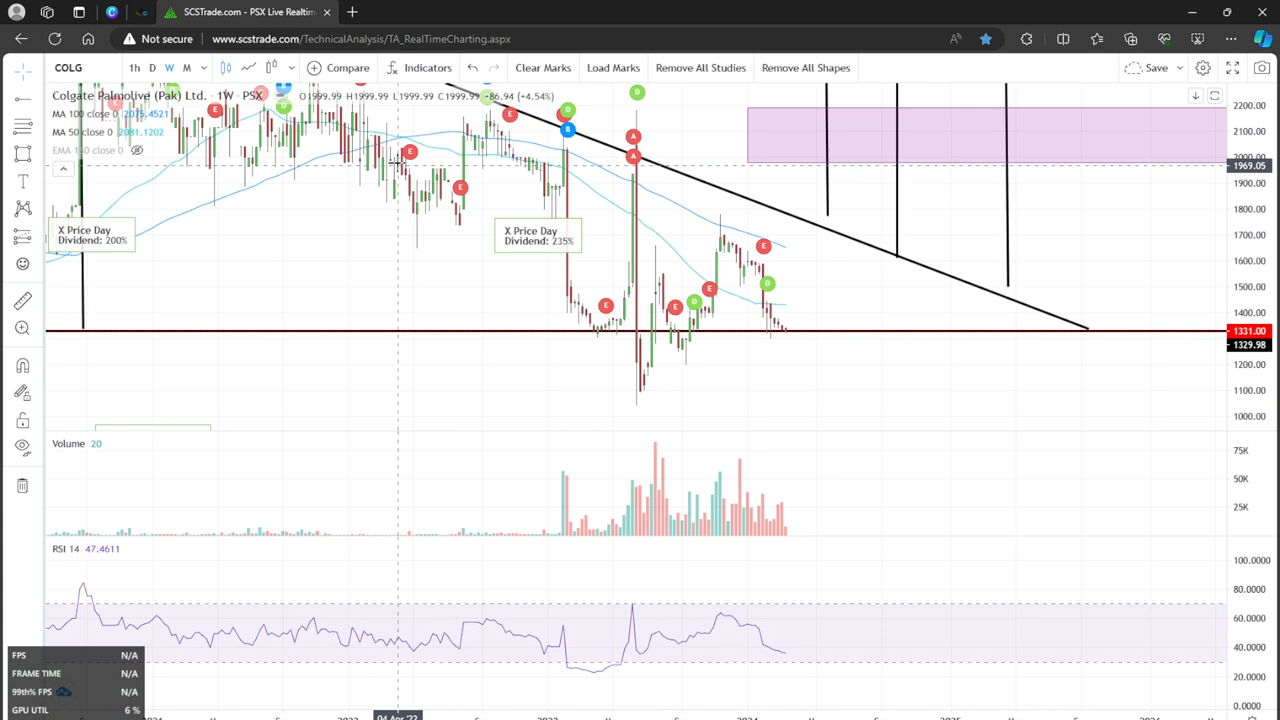 SCSTrade.com - PSX Live Realtim
Not secure
www.scstrade.com/TechnicalAnalysis/TA_RealTimeCharting.aspx
COLG
1h D W M
Compare
Indicators
Clear Marks
Load Marks
Remove All Studies
Remove All Shapes
Save
Colgate Palmolive (Pak) Ltd. · 1W · PSX
O1999.99 H1999.99 L1999.99 C1999.99 +86.94 (+4.54%)
MA 100 close 0 2075.4521
MA 50 close 0 2081.1202
X Price Day
Dividend: 200%
X Price Day
Dividend: 235%
E
E
E
D
B
A
A
D
E
E
D
E
E
D
2200.00
2100.00
1969.05
1900.00
1800.00
1700.00
1600.00
1500.00
1400.00
1331.00
1329.98
1200.00
1100.00
1000.00
Volume 20
75K
50K
25K
RSI 14 47.4611
100.0000
80.0000
60.0000
40.0000
20.0000
0.0000
FPS N/A
FRAME TIME N/A
99th% FPS N/A
GPU UTIL 6 %
04 Apr '22